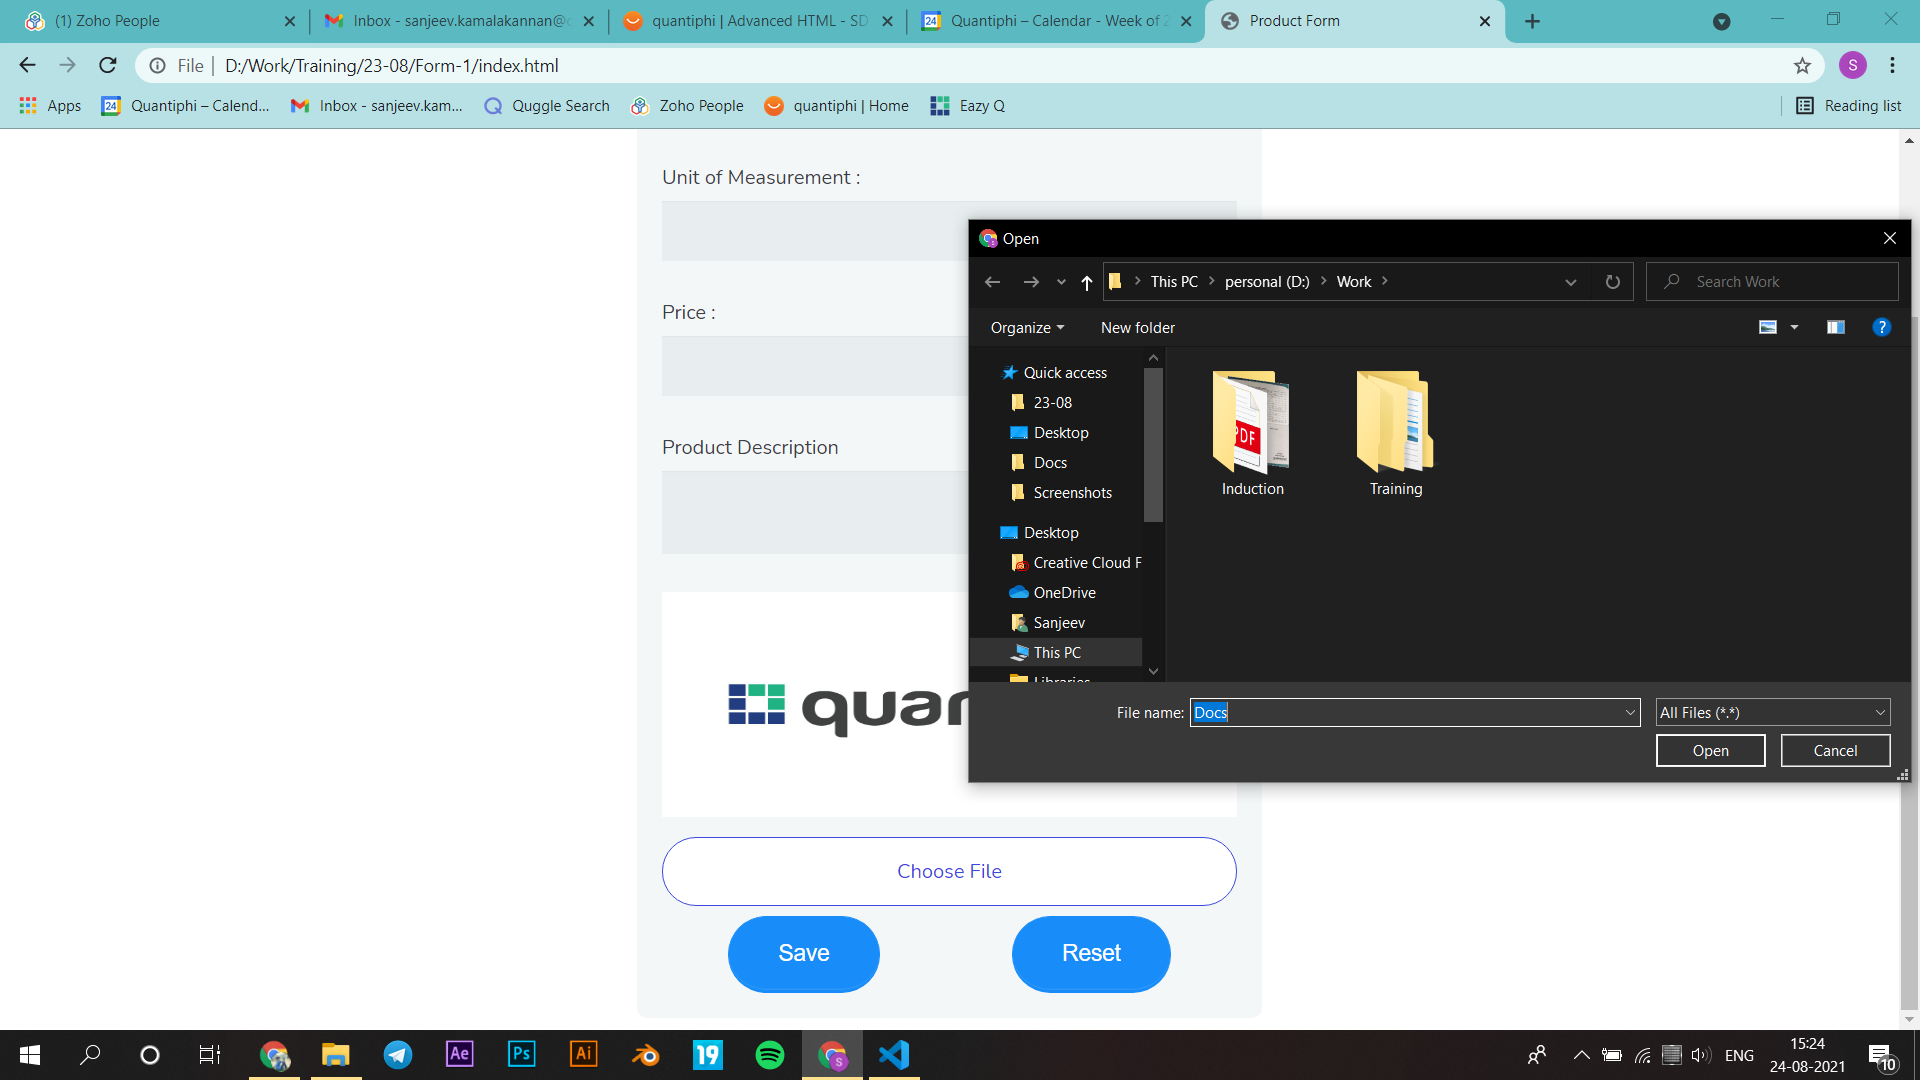 (1) Zoho People
Inbox - sanjeev.kamalakannan@
quantiphi | Advanced HTML - SD
Quantiphi – Calendar - Week of 2
Product Form
File
D:/Work/Training/23-08/Form-1/index.html
S
Apps
24
Quantiphi – Calend...
Inbox - sanjeev.kam...
Quggle Search
Zoho People
quantiphi | Home
Eazy Q
Reading list
Unit of Measurement :
Price :
Product Description
quan
Choose File
Save
Reset
Open
This PC
personal (D:)
Work
Search Work
Organize
New folder
?
Quick access
23-08
Desktop
Docs
Screenshots
Desktop
Creative Cloud F
OneDrive
Sanjeev
This PC
Libraries
PDF
Induction
Training
File name:
Docs
All Files (*.*)
Open
Cancel
Ae
Ps
Ai
19
S
ENG
15:24
24-08-2021
10